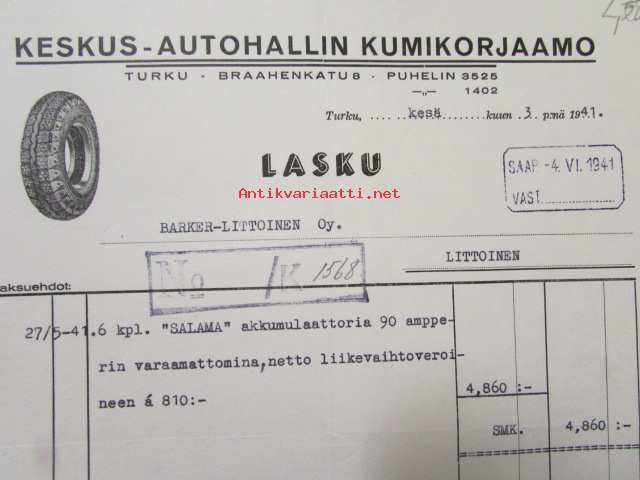 KESKUS-AUTOHALLIN KUMIKORJAAMO
TURKU - BRAAHENKATU 8 - PUHELIN 3525
—„— 1402
Turku, .... kesä ...... kuun 3. p:nä 1941.
LASKU
SAAP. -4. VI. 1941
VAST.
Antikvariaatti.net
BARKER-LITTOINEN Oy.
LITTOINEN
No /K 1568
aksuehdot:
27/5-41. 6 kpl. "SALAMA" akkumulaattoria 90 amppe
rin varaamattomina, netto liikevaihtoveroi-
neen á 810:- 4,860 :-
SMK. 4,860 :-